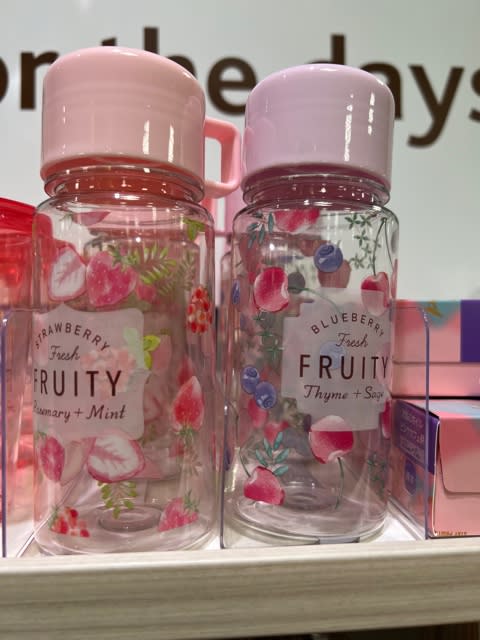 or the days
STRAWBERRY
Fresh
FRUITY
Rosemary + Mint
BLUEBERRY
Fresh
FRUITY
Thyme + Sage